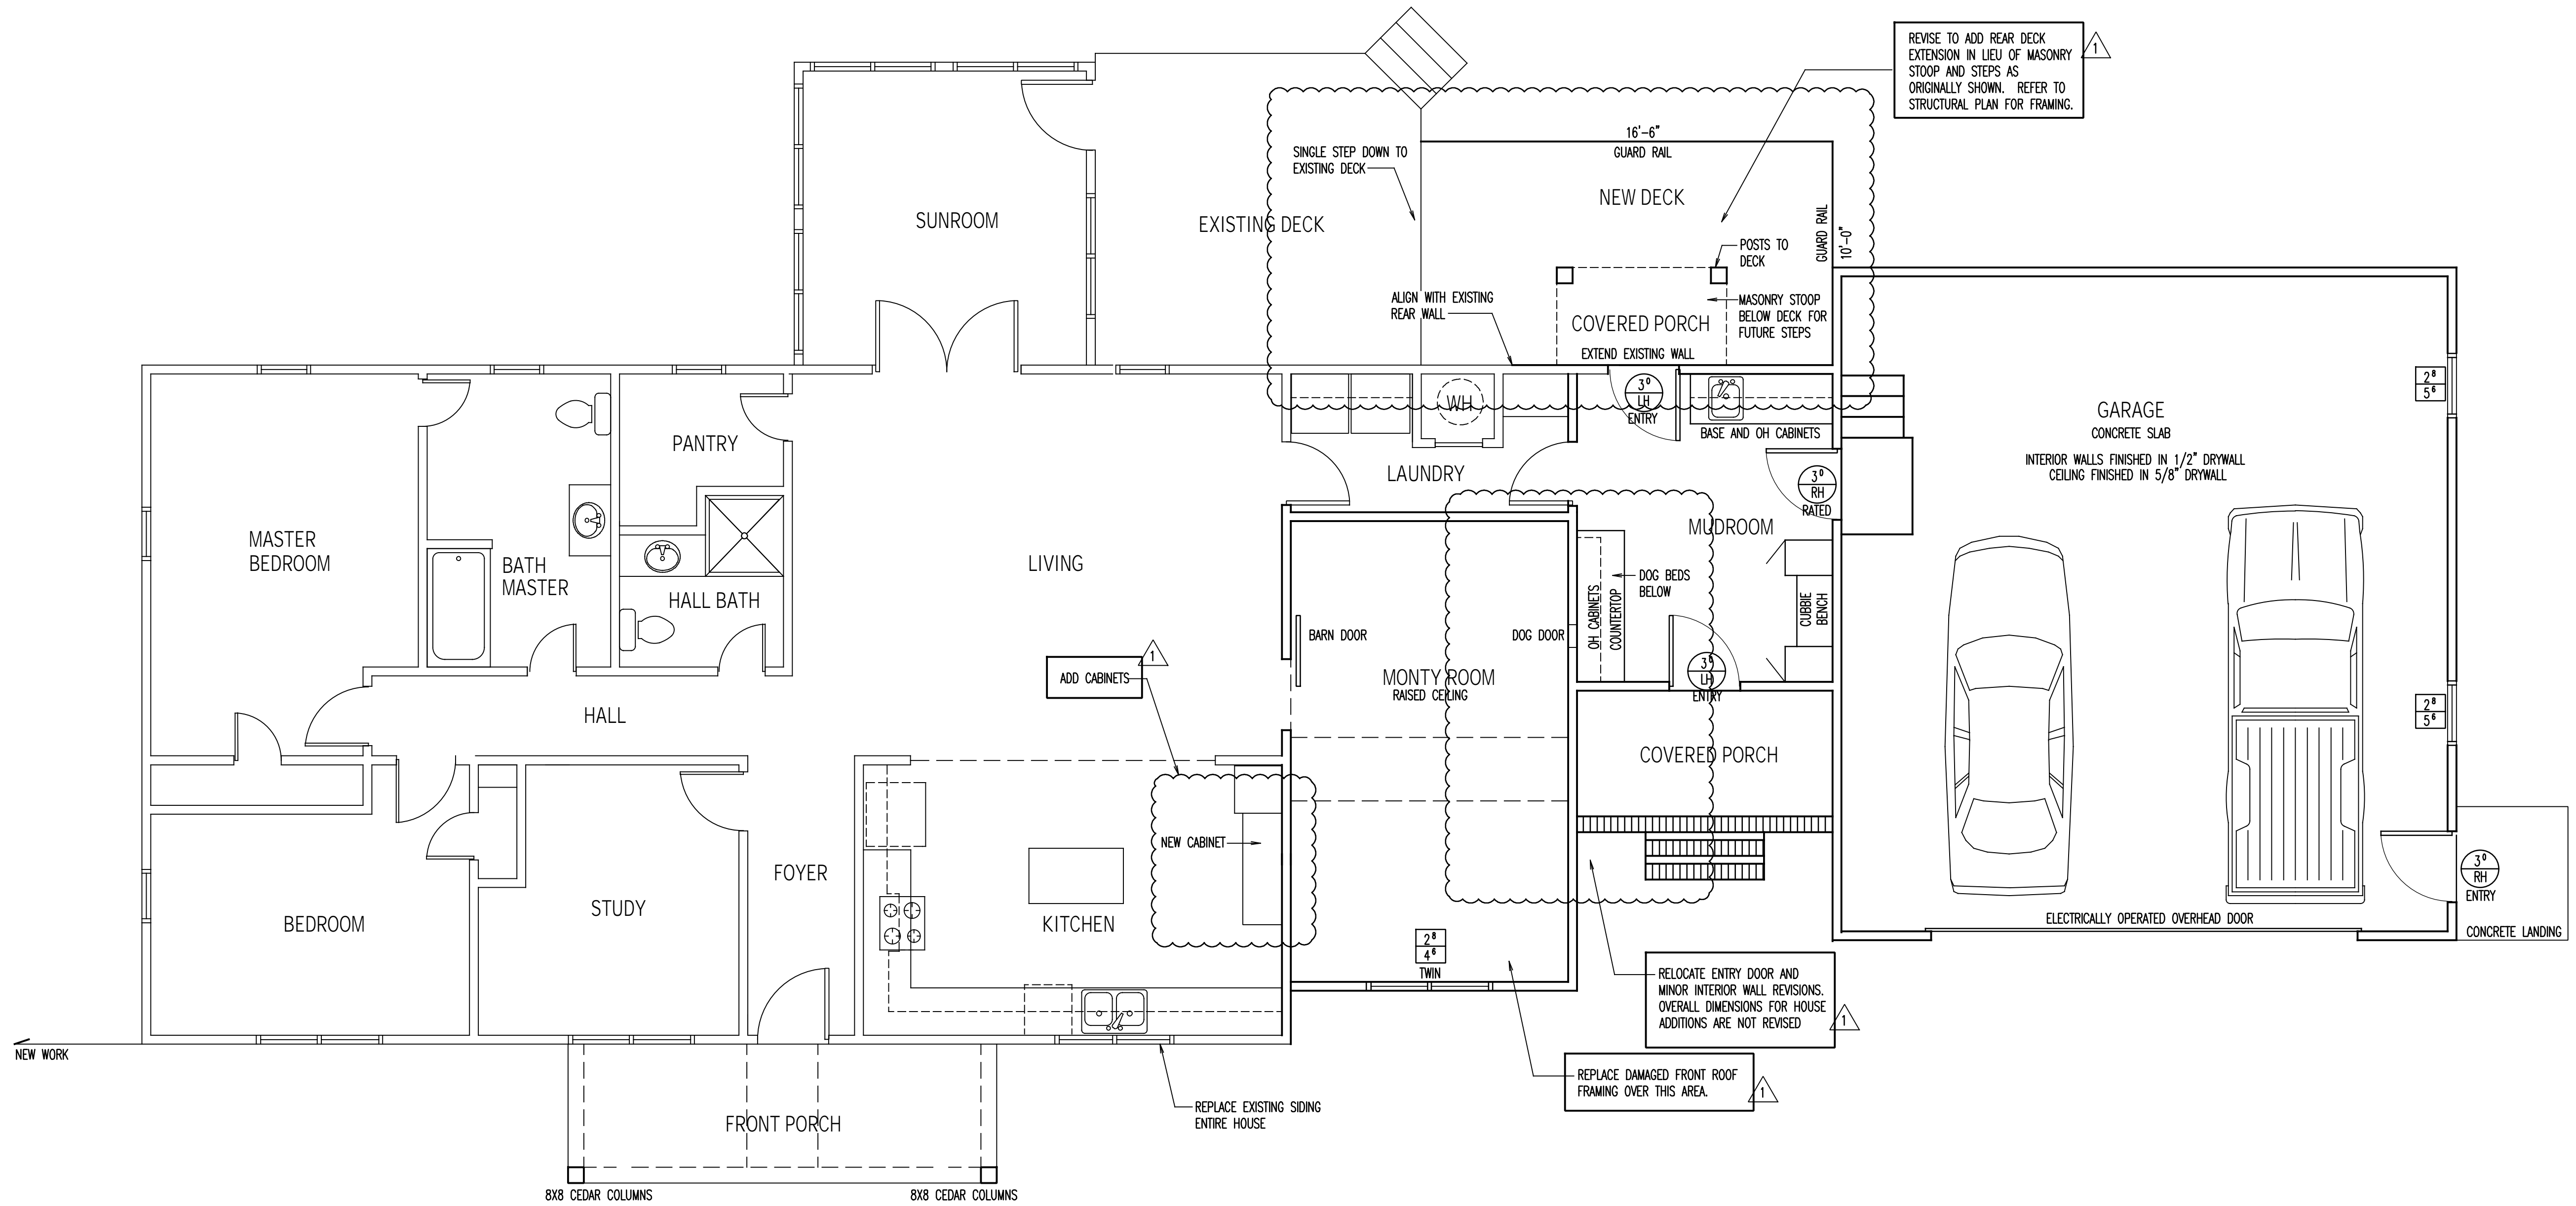 REVISE TO ADD REAR DECK
EXTENSION IN LIEU OF MASONRY
STOOP AND STEPS AS
ORIGINALLY SHOWN. REFER TO
STRUCTURAL PLAN FOR FRAMING.
1
16'-6"
GUARD RAIL
SINGLE STEP DOWN TO
EXISTING DECK
NEW DECK
SUNROOM
EXISTING DECK
GUARD RAIL
10'-0"
POSTS TO
DECK
ALIGN WITH EXISTING
REAR WALL
MASONRY STOOP
BELOW DECK FOR
FUTURE STEPS
COVERED PORCH
EXTEND EXISTING WALL
3⁰
LH
ENTRY
WH
BASE AND OH CABINETS
2⁸
5⁶
GARAGE
CONCRETE SLAB
INTERIOR WALLS FINISHED IN 1/2" DRYWALL
CEILING FINISHED IN 5/8" DRYWALL
PANTRY
LAUNDRY
3⁰
RH
RATED
MUDROOM
MASTER
BEDROOM
BATH
MASTER
HALL BATH
LIVING
DOG BEDS
BELOW
OH CABINETS
COUNTERTOP
CUBBIE
BENCH
BARN DOOR
DOG DOOR
1
ADD CABINETS
MONTY ROOM
RAISED CEILING
3⁰
LH
ENTRY
2⁸
5⁶
HALL
COVERED PORCH
NEW CABINET
FOYER
STUDY
BEDROOM
KITCHEN
3⁰
RH
ENTRY
ELECTRICALLY OPERATED OVERHEAD DOOR
CONCRETE LANDING
2⁸
4⁶
TWIN
RELOCATE ENTRY DOOR AND
MINOR INTERIOR WALL REVISIONS.
OVERALL DIMENSIONS FOR HOUSE
ADDITIONS ARE NOT REVISED
1
NEW WORK
REPLACE DAMAGED FRONT ROOF
FRAMING OVER THIS AREA.
1
REPLACE EXISTING SIDING
ENTIRE HOUSE
FRONT PORCH
8X8 CEDAR COLUMNS
8X8 CEDAR COLUMNS